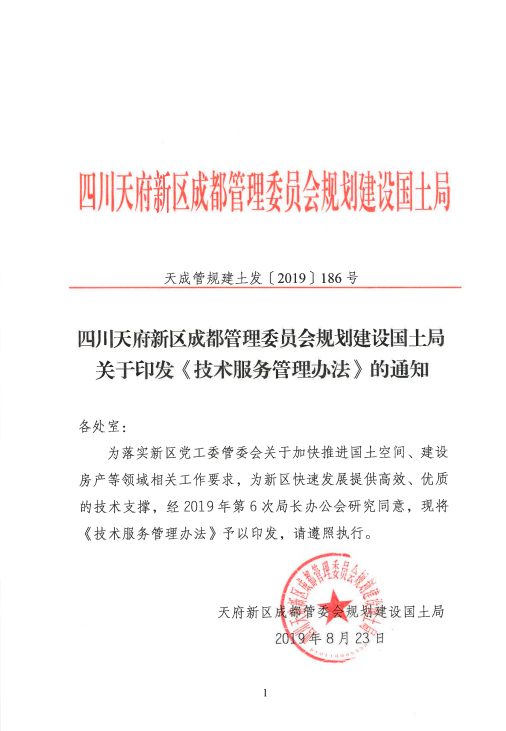 四川天府新区成都管理委员会规划建设国土局
天成管规建土发〔2019〕186号
四川天府新区成都管理委员会规划建设国土局
关于印发《技术服务管理办法》的通知
各处室：
为落实新区党工委管委会关于加快推进国土空间、建设
房产等领域相关工作要求，为新区快速发展提供高效、优质
的技术支撑，经2019年第6次局长办公会研究同意，现将
《技术服务管理办法》予以印发，请遵照执行。
天府新区成都管委会规划建设国土局
2019年8月23日
1